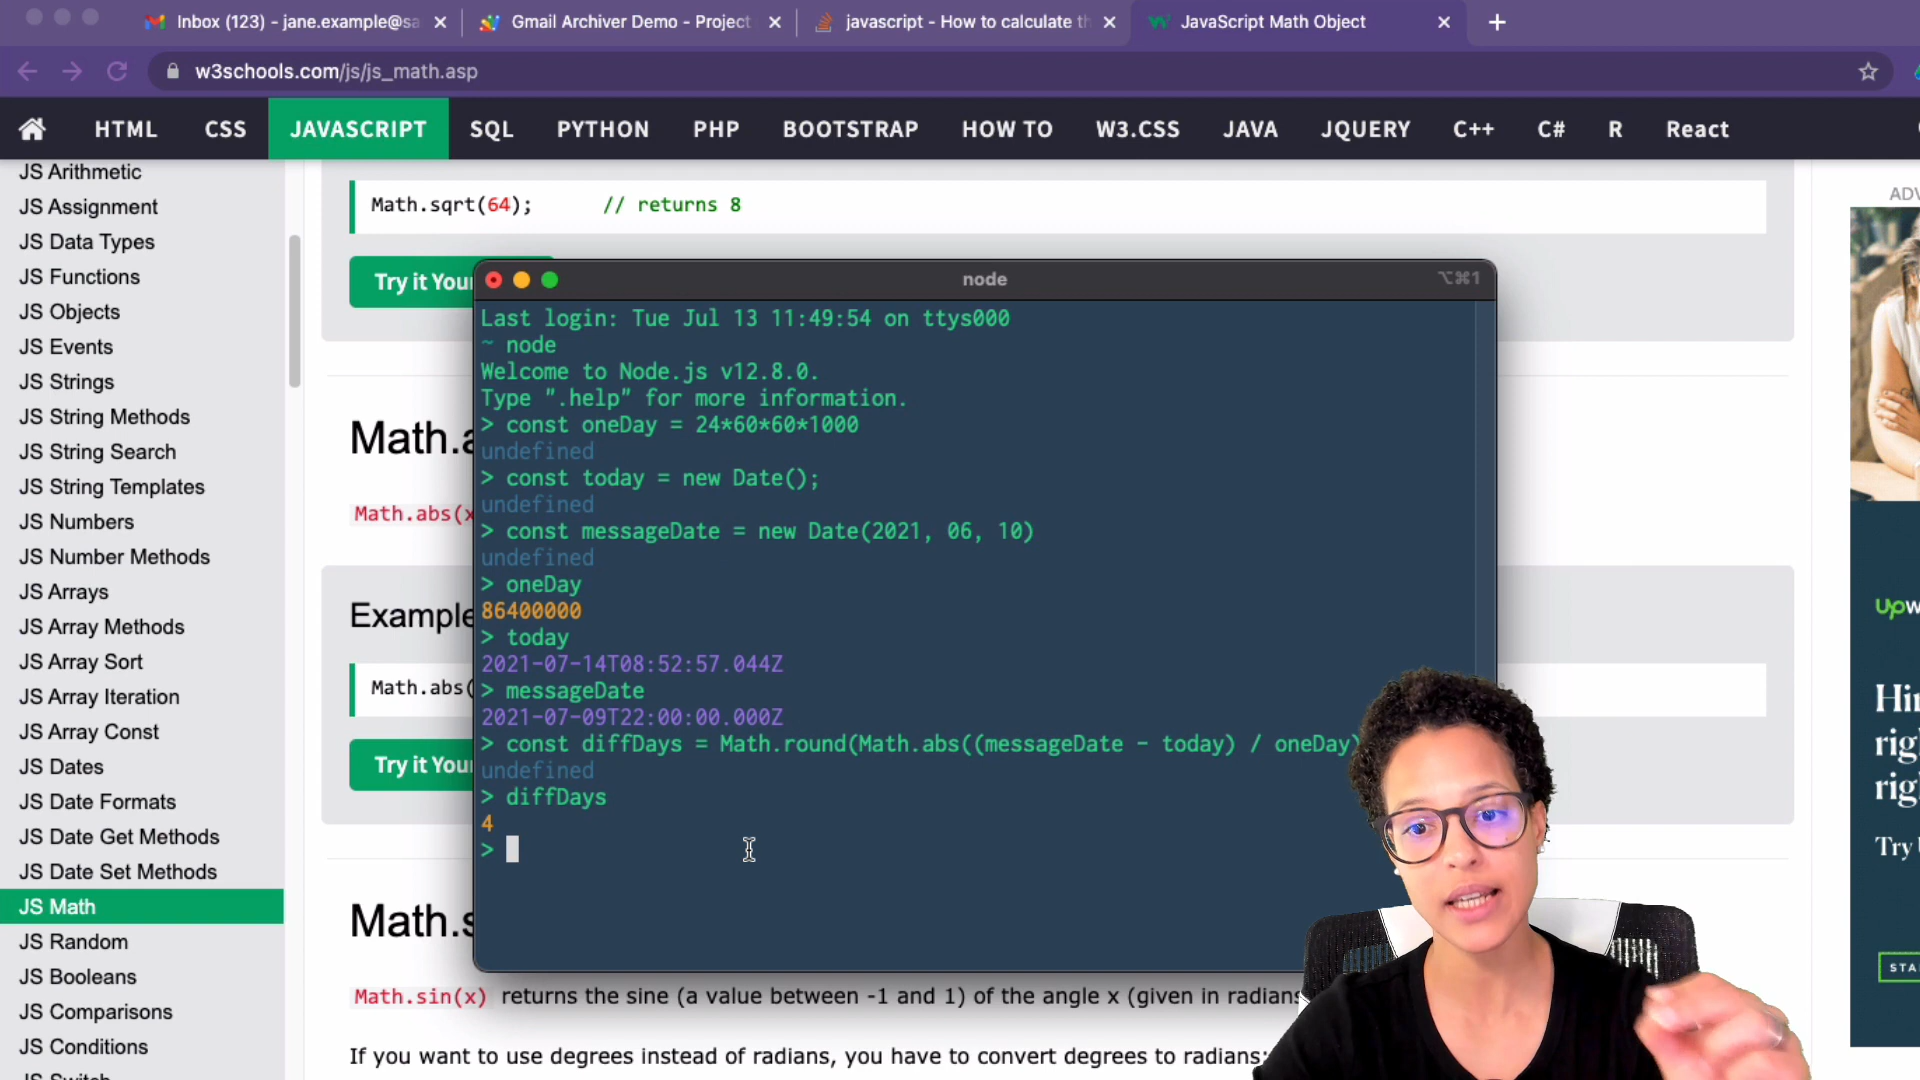 Inbox (123) - jane.example@sa
Gmail Archiver Demo - Project
javascript - How to calculate th
JavaScript Math Object
w3schools.com/js/js_math.asp
HTML CSS JAVASCRIPT SQL PYTHON PHP BOOTSTRAP HOW TO W3.CSS JAVA JQUERY C++ C# R React
JS Arithmetic
JS Assignment
JS Data Types
JS Functions
JS Objects
JS Events
JS Strings
JS String Methods
JS String Search
JS String Templates
JS Numbers
JS Number Methods
JS Arrays
JS Array Methods
JS Array Sort
JS Array Iteration
JS Array Const
JS Dates
JS Date Formats
JS Date Get Methods
JS Date Set Methods
JS Math
JS Random
JS Booleans
JS Comparisons
JS Conditions
JS Switch
Math.sqrt(64); // returns 8
Try it You
Math.a
Math.abs(x
Example
Math.abs(
Try it You
Math.s
Math.sin(x) returns the sine (a value between -1 and 1) of the angle x (given in radians
If you want to use degrees instead of radians, you have to convert degrees to radians:
node
⌥⌘1
Last login: Tue Jul 13 11:49:54 on ttys000
~ node
Welcome to Node.js v12.8.0.
Type ".help" for more information.
> const oneDay = 24*60*60*1000
undefined
> const today = new Date();
undefined
> const messageDate = new Date(2021, 06, 10)
undefined
> oneDay
86400000
> today
2021-07-14T08:52:57.044Z
> messageDate
2021-07-09T22:00:00.000Z
> const diffDays = Math.round(Math.abs((messageDate - today) / oneDay)
undefined
> diffDays
4
>
ADV
Upw
Hir
rig
rig
Try
STA